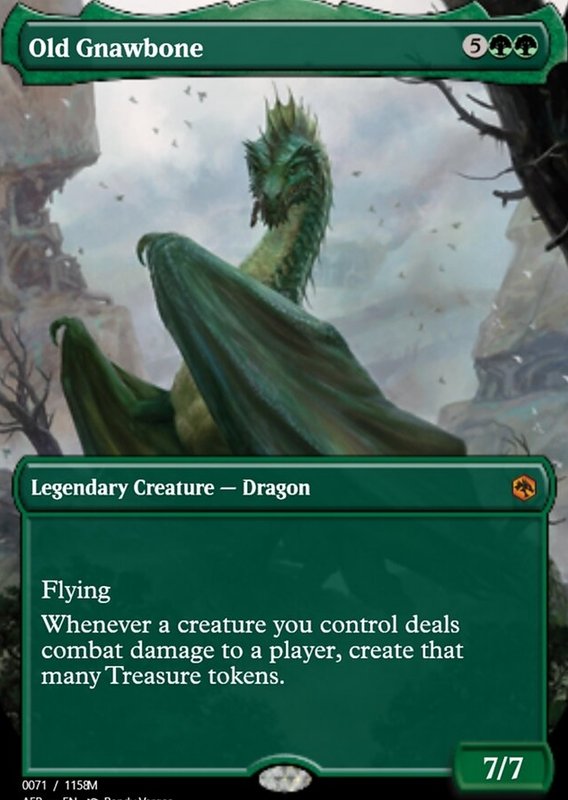 Old Gnawbone 5
Legendary Creature — Dragon
Flying
Whenever a creature you control deals
combat damage to a player, create that
many Treasure tokens.
7/7
0071 / 1158M